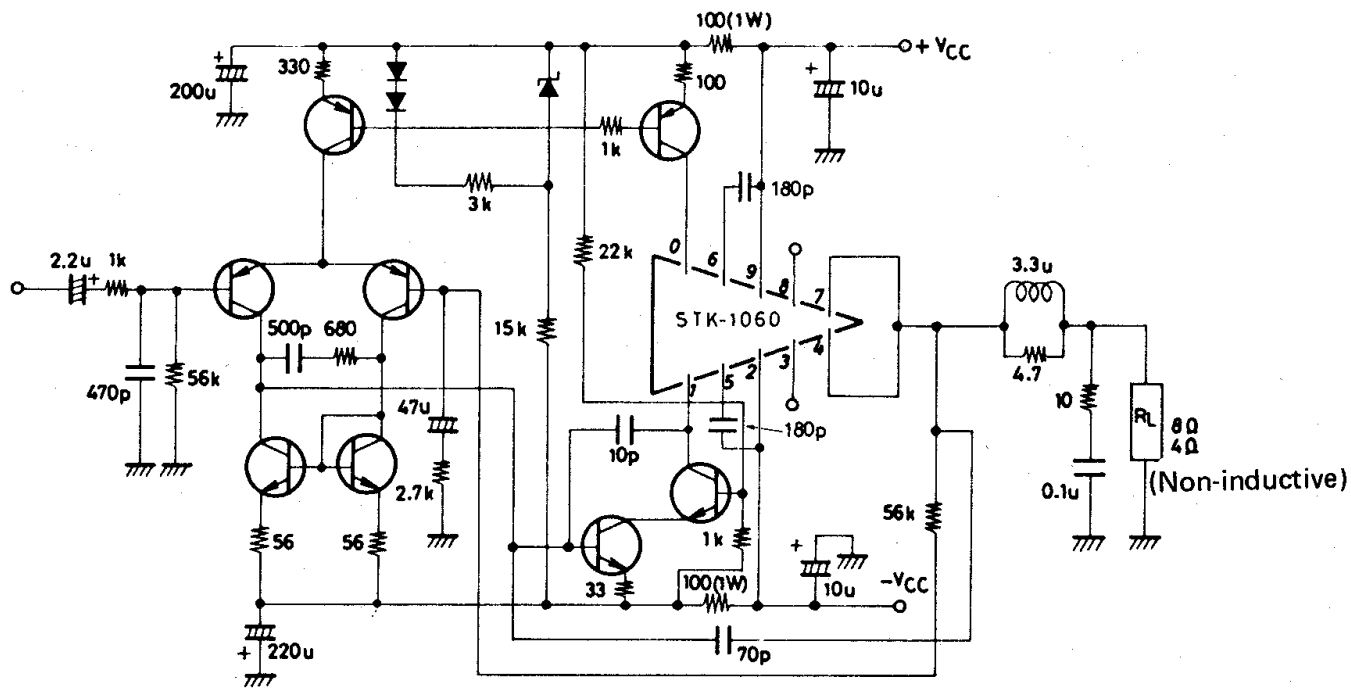 100(1W)
+ VCC
330
200u
100
10u
1k
180p
3k
2.2u
1k
22k
0
6
9
8
7
3.3u
STK-1060
500p
680
15k
470p
56k
4.7
47u
1
5
2
3
4
10
RL
8Ω
4Ω
10p
180p
(Non-inductive)
2.7k
0.1u
56
56
1k
56k
33
100(1W)
10u
-VCC
220u
70p